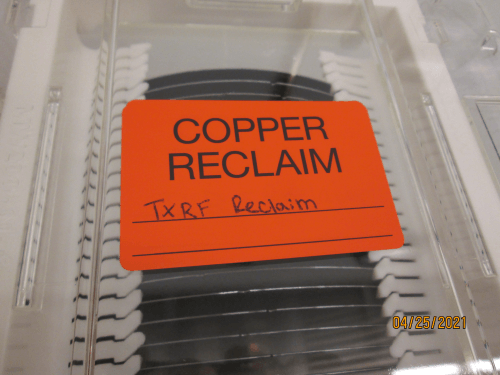 COPPER
RECLAIM
TXRF Reclaim
04/25/2021